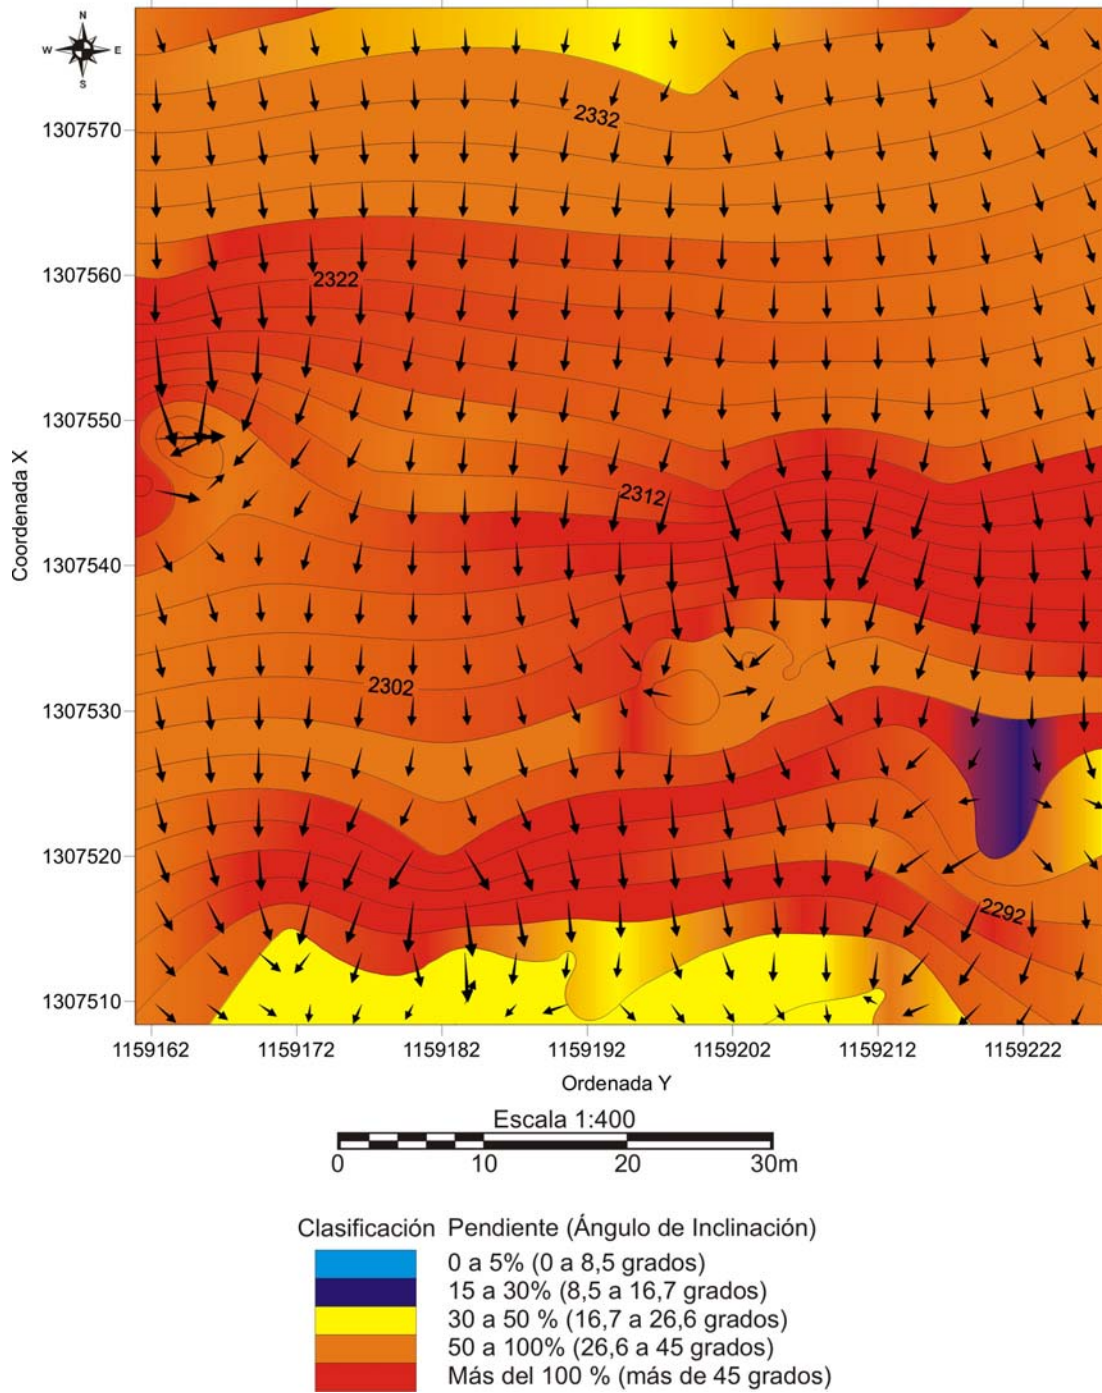 N
W E
S
2332
1307570
1307560
2322
1307550
2312
Coordenada X
1307540
2302
1307530
1307520
2292
1307510
1159162 1159172 1159182 1159192 1159202 1159212 1159222
Ordenada Y
Escala 1:400
0 10 20 30m
Clasificación Pendiente (Ángulo de Inclinación)
0 a 5% (0 a 8,5 grados)
15 a 30% (8,5 a 16,7 grados)
30 a 50 % (16,7 a 26,6 grados)
50 a 100% (26,6 a 45 grados)
Más del 100 % (más de 45 grados)